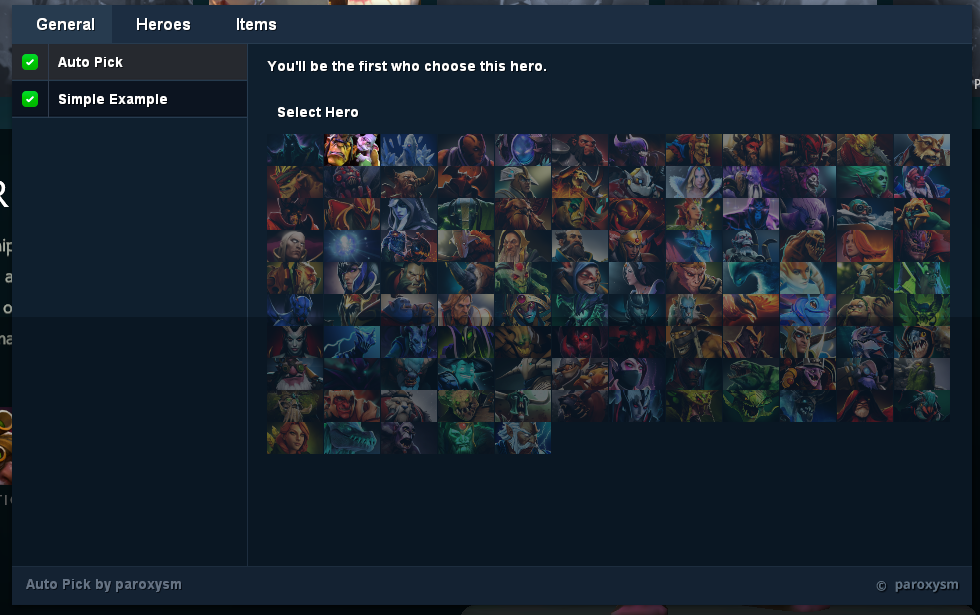 General Heroes Items
Auto Pick
You'll be the first who choose this hero.
Simple Example
Select Hero
Auto Pick by paroxysm
© paroxysm